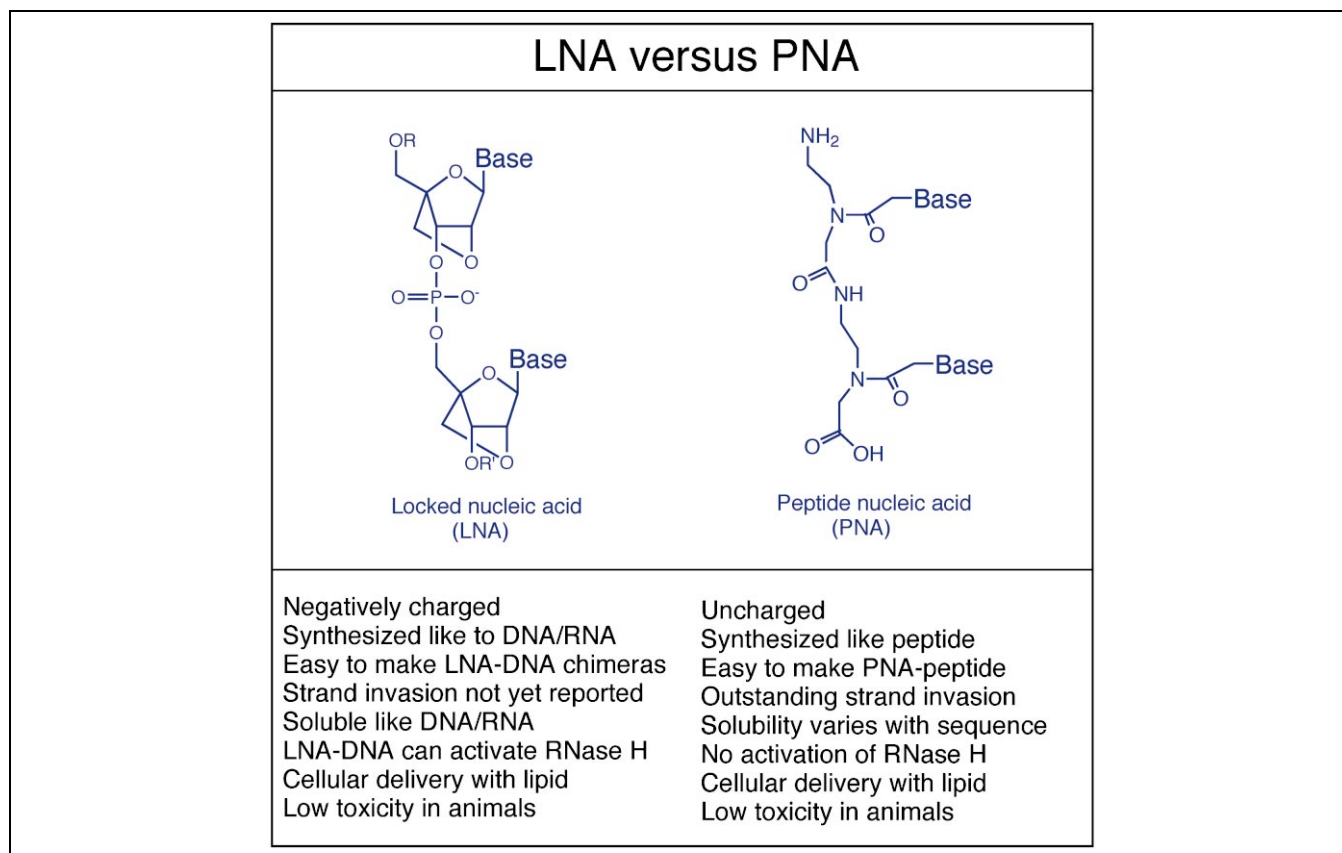 LNA versus PNA
OR
O
Base
O
O
O=P-O-
O
O
Base
OR'
O
Locked nucleic acid
(LNA)
NH2
N
Base
O
O
NH
N
Base
O
O
OH
Peptide nucleic acid
(PNA)
Negatively charged
Synthesized like to DNA/RNA
Easy to make LNA-DNA chimeras
Strand invasion not yet reported
Soluble like DNA/RNA
LNA-DNA can activate RNase H
Cellular delivery with lipid
Low toxicity in animals
Uncharged
Synthesized like peptide
Easy to make PNA-peptide
Outstanding strand invasion
Solubility varies with sequence
No activation of RNase H
Cellular delivery with lipid
Low toxicity in animals